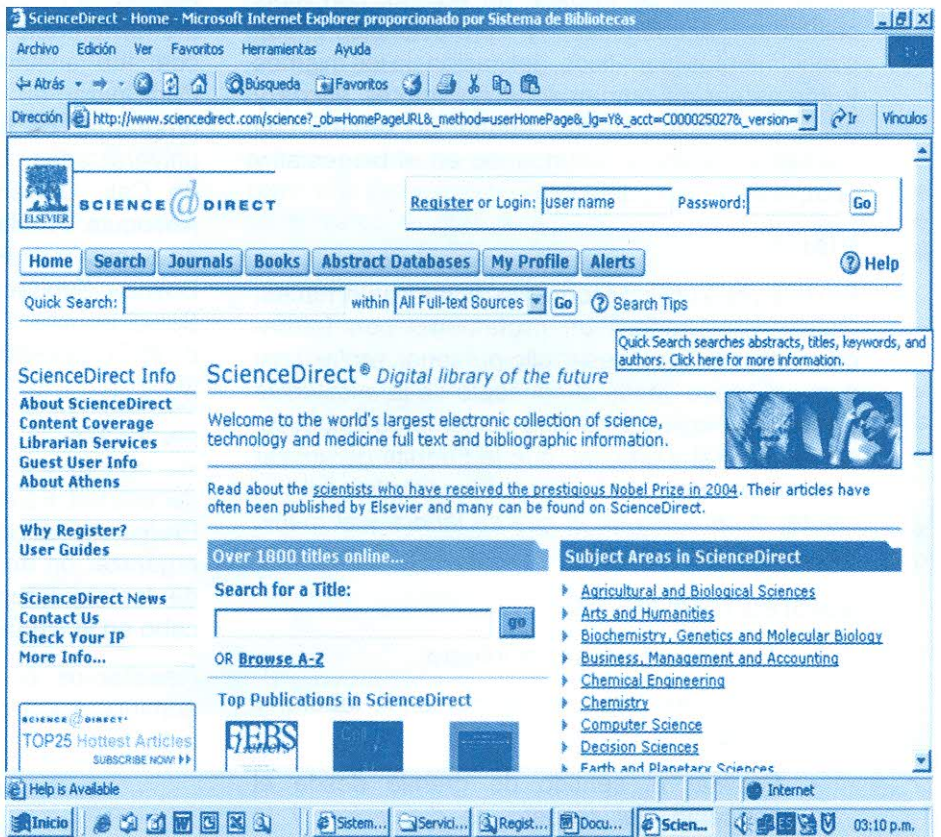 ScienceDirect - Home - Microsoft Internet Explorer proporcionado por Sistema de Bibliotecas
Archivo Edición Ver Favoritos Herramientas Ayuda
Atrás Búsqueda Favoritos
Dirección http://www.sciencedirect.com/science?_ob=HomePageURL&_method=userHomePage&_lg=Y&_acct=C000025027&_version= Ir Vínculos
ELSEVIER
SCIENCE d DIRECT
Register or Login: user name Password: Go
Home Search Journals Books Abstract Databases My Profile Alerts ? Help
Quick Search: within All Full-text Sources Go ? Search Tips
Quick Search searches abstracts, titles, keywords, and
authors. Click here for more information.
ScienceDirect Info
About ScienceDirect
Content Coverage
Librarian Services
Guest User Info
About Athens
Why Register?
User Guides
ScienceDirect News
Contact Us
Check Your IP
More Info...
SCIENCE d DIRECT
TOP25 Hottest Articles
SUBSCRIBE NOW!
ScienceDirect® Digital library of the future
Welcome to the world's largest electronic collection of science,
technology and medicine full text and bibliographic information.
Read about the scientists who have received the prestigious Nobel Prize in 2004. Their articles have
often been published by Elsevier and many can be found on ScienceDirect.
Over 1800 titles online...
Search for a Title:
go
OR Browse A-Z
Top Publications in ScienceDirect
FEBS
Letters
Cell
Subject Areas in ScienceDirect
Agricultural and Biological Sciences
Arts and Humanities
Biochemistry, Genetics and Molecular Biology
Business, Management and Accounting
Chemical Engineering
Chemistry
Computer Science
Decision Sciences
Earth and Planetary Sciences
Help is Available Internet
Inicio Sistem... Servici... Regist... Docu... Scien... 03:10 p.m.